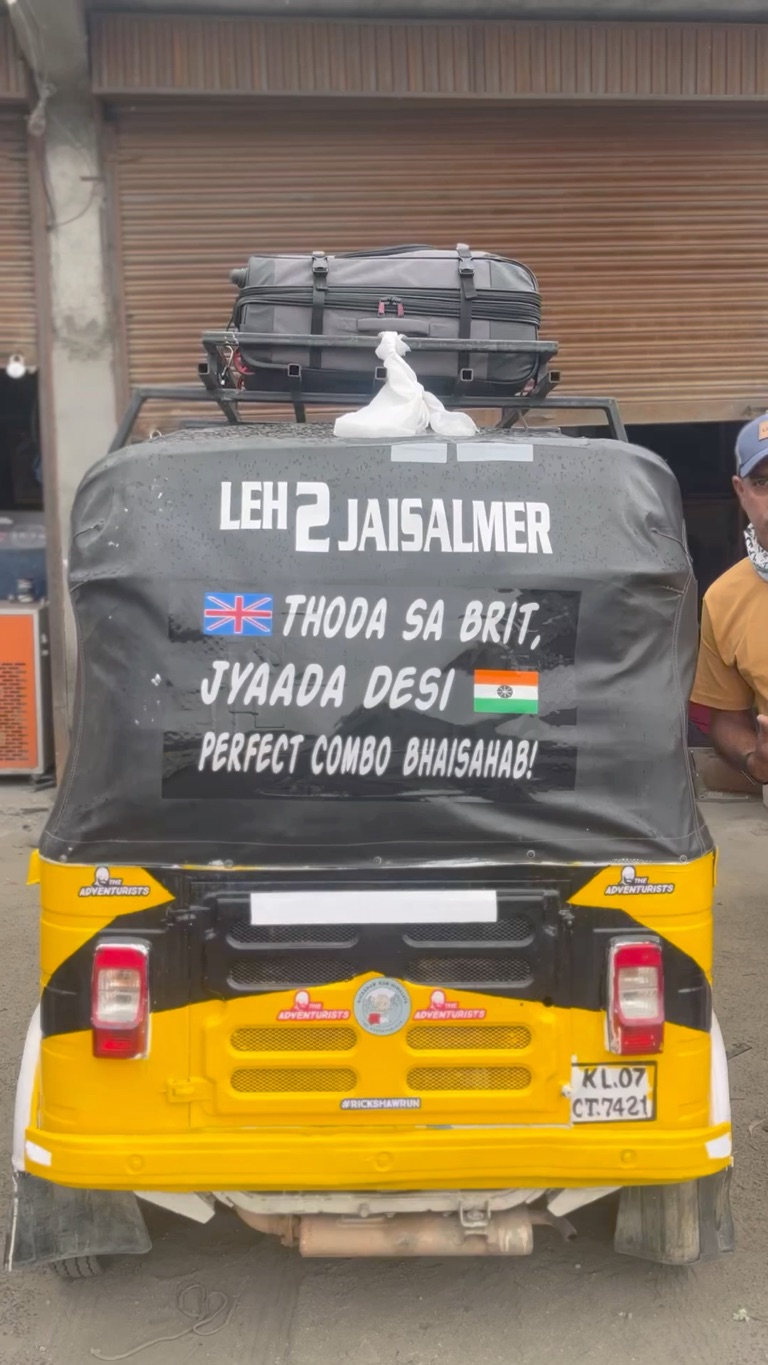 LEH 2 JAISALMER
THODA SA BRIT,
JYAADA DESI
PERFECT COMBO BHAISAHAB!
THE ADVENTURISTS
THE ADVENTURISTS
THE ADVENTURISTS
THE ADVENTURISTS
#RICKSHAWRUN
KL.07
CT.7421